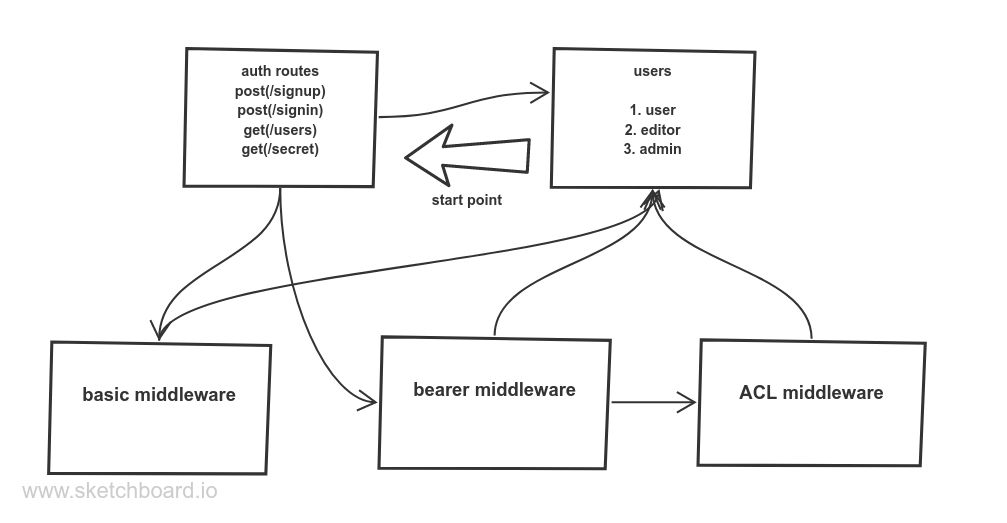 auth routes
post(/signup)
post(/signin)
get(/users)
get(/secret)
users
1. user
2. editor
3. admin
start point
basic middleware
bearer middleware
ACL middleware
www.sketchboard.io